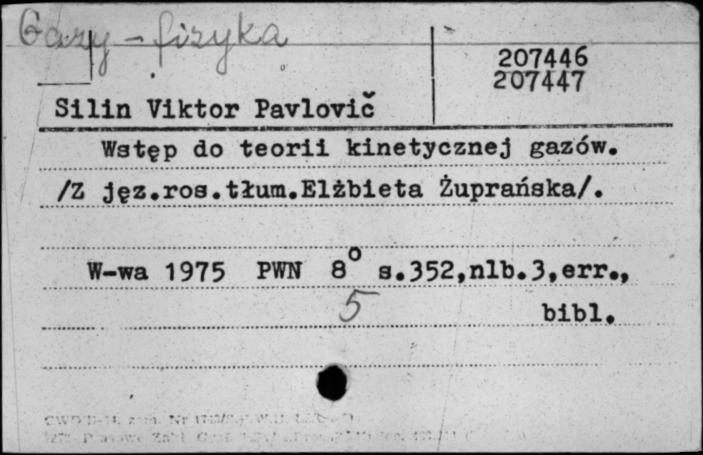 Gazy - fizyka
207446
207447
Silin Viktor Pavlovič
Wstęp do teorii kinetycznej gazów.
/Z jęz.ros.tłum.Elżbieta Żuprańska/.
W-wa 1975 PWN 8° s.352,nlb.3,err.,
5 bibl.